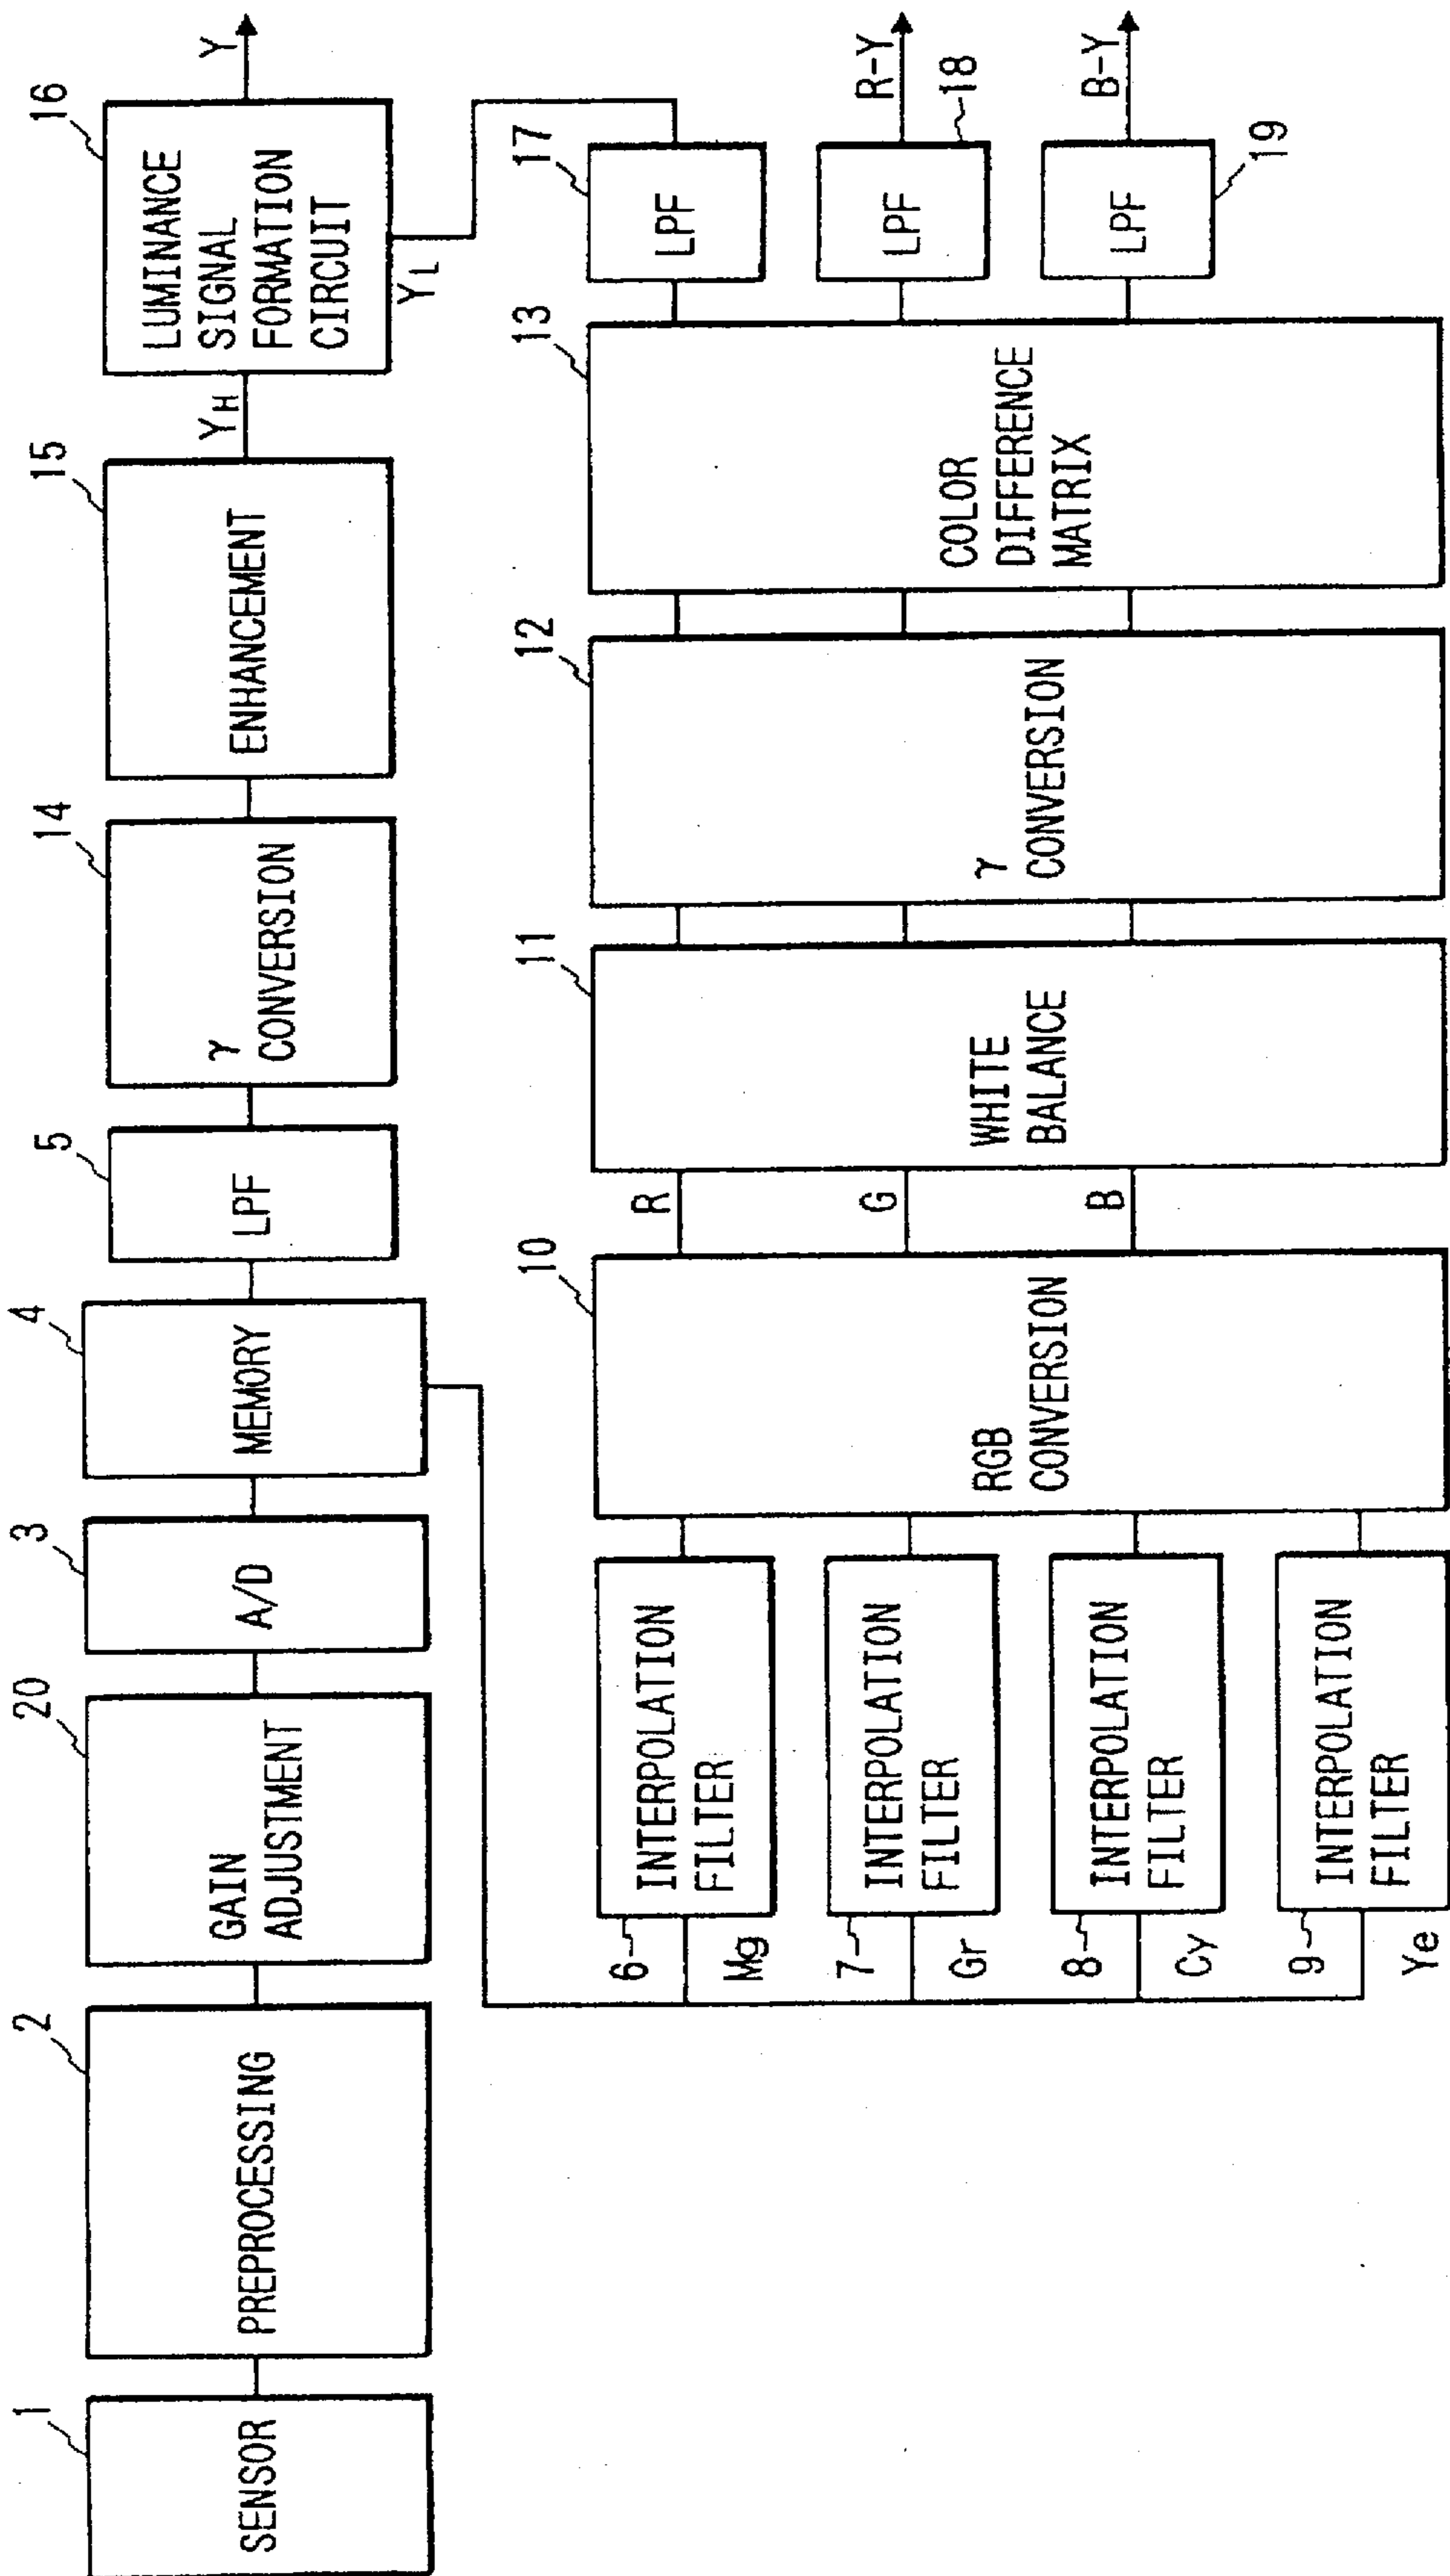 1
SENSOR
2
PREPROCESSING
20
GAIN
ADJUSTMENT
3
A/D
4
MEMORY
5
LPF
14
γ
CONVERSION
15
ENHANCEMENT
Y_H
16
LUMINANCE
SIGNAL
FORMATION
CIRCUIT
Y
Y_L
6
Mg
INTERPOLATION
FILTER
7
Gr
INTERPOLATION
FILTER
8
Cy
INTERPOLATION
FILTER
9
Ye
INTERPOLATION
FILTER
10
RGB
CONVERSION
R
G
B
11
WHITE
BALANCE
12
γ
CONVERSION
13
COLOR
DIFFERENCE
MATRIX
17
LPF
LPF
18
R-Y
LPF
19
B-Y